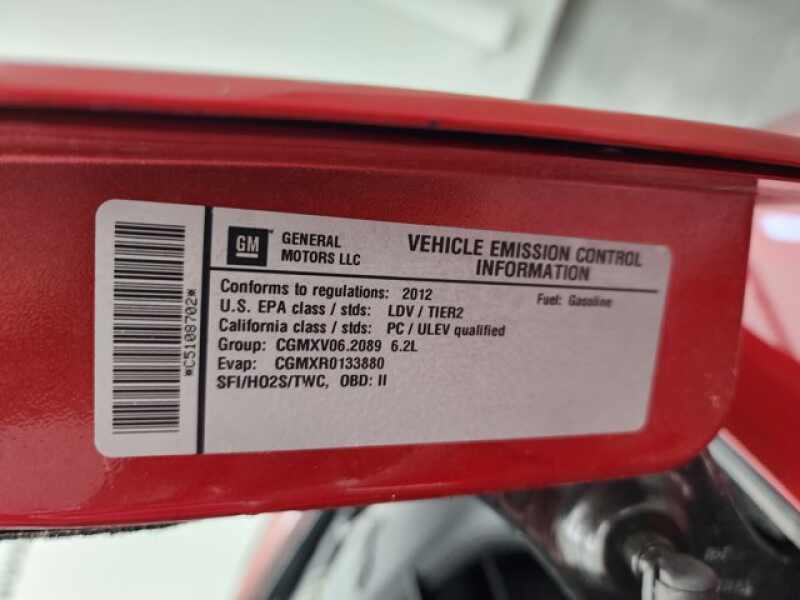 *C5108702*
GM
GENERAL
MOTORS LLC
VEHICLE EMISSION CONTROL
INFORMATION
Conforms to regulations: 2012
Fuel: Gasoline
U.S. EPA class / stds: LDV / TIER2
California class / stds: PC / ULEV qualified
Group: CGMXV06.2089 6.2L
Evap: CGMXR0133880
SFI/HO2S/TWC, OBD: II